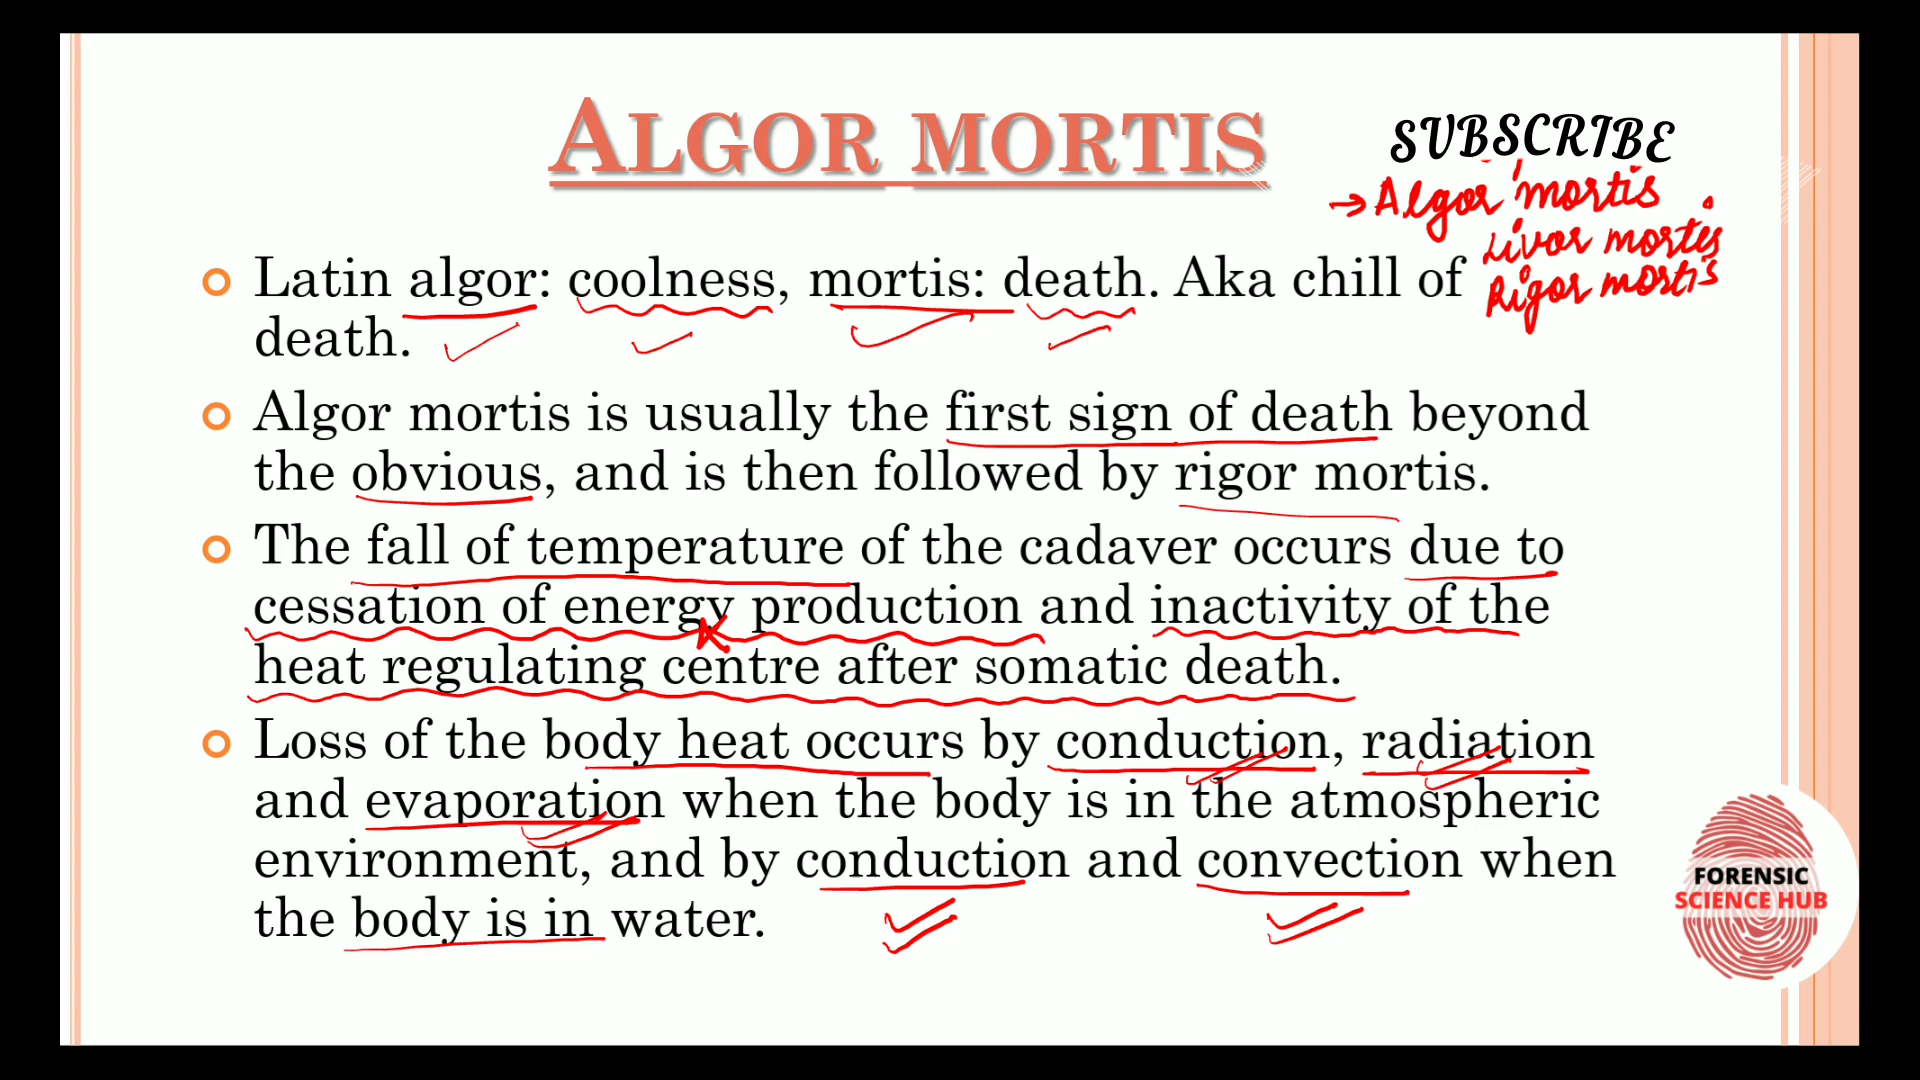 ALGOR MORTIS
SUBSCRIBE
→ Algor mortis
Livor mortis
Rigor mortis
Latin algor: coolness, mortis: death. Aka chill of
death.
Algor mortis is usually the first sign of death beyond
the obvious, and is then followed by rigor mortis.
The fall of temperature of the cadaver occurs due to
cessation of energy production and inactivity of the
heat regulating centre after somatic death.
Loss of the body heat occurs by conduction, radiation
and evaporation when the body is in the atmospheric
environment, and by conduction and convection when
the body is in water.
FORENSIC
SCIENCE HUB